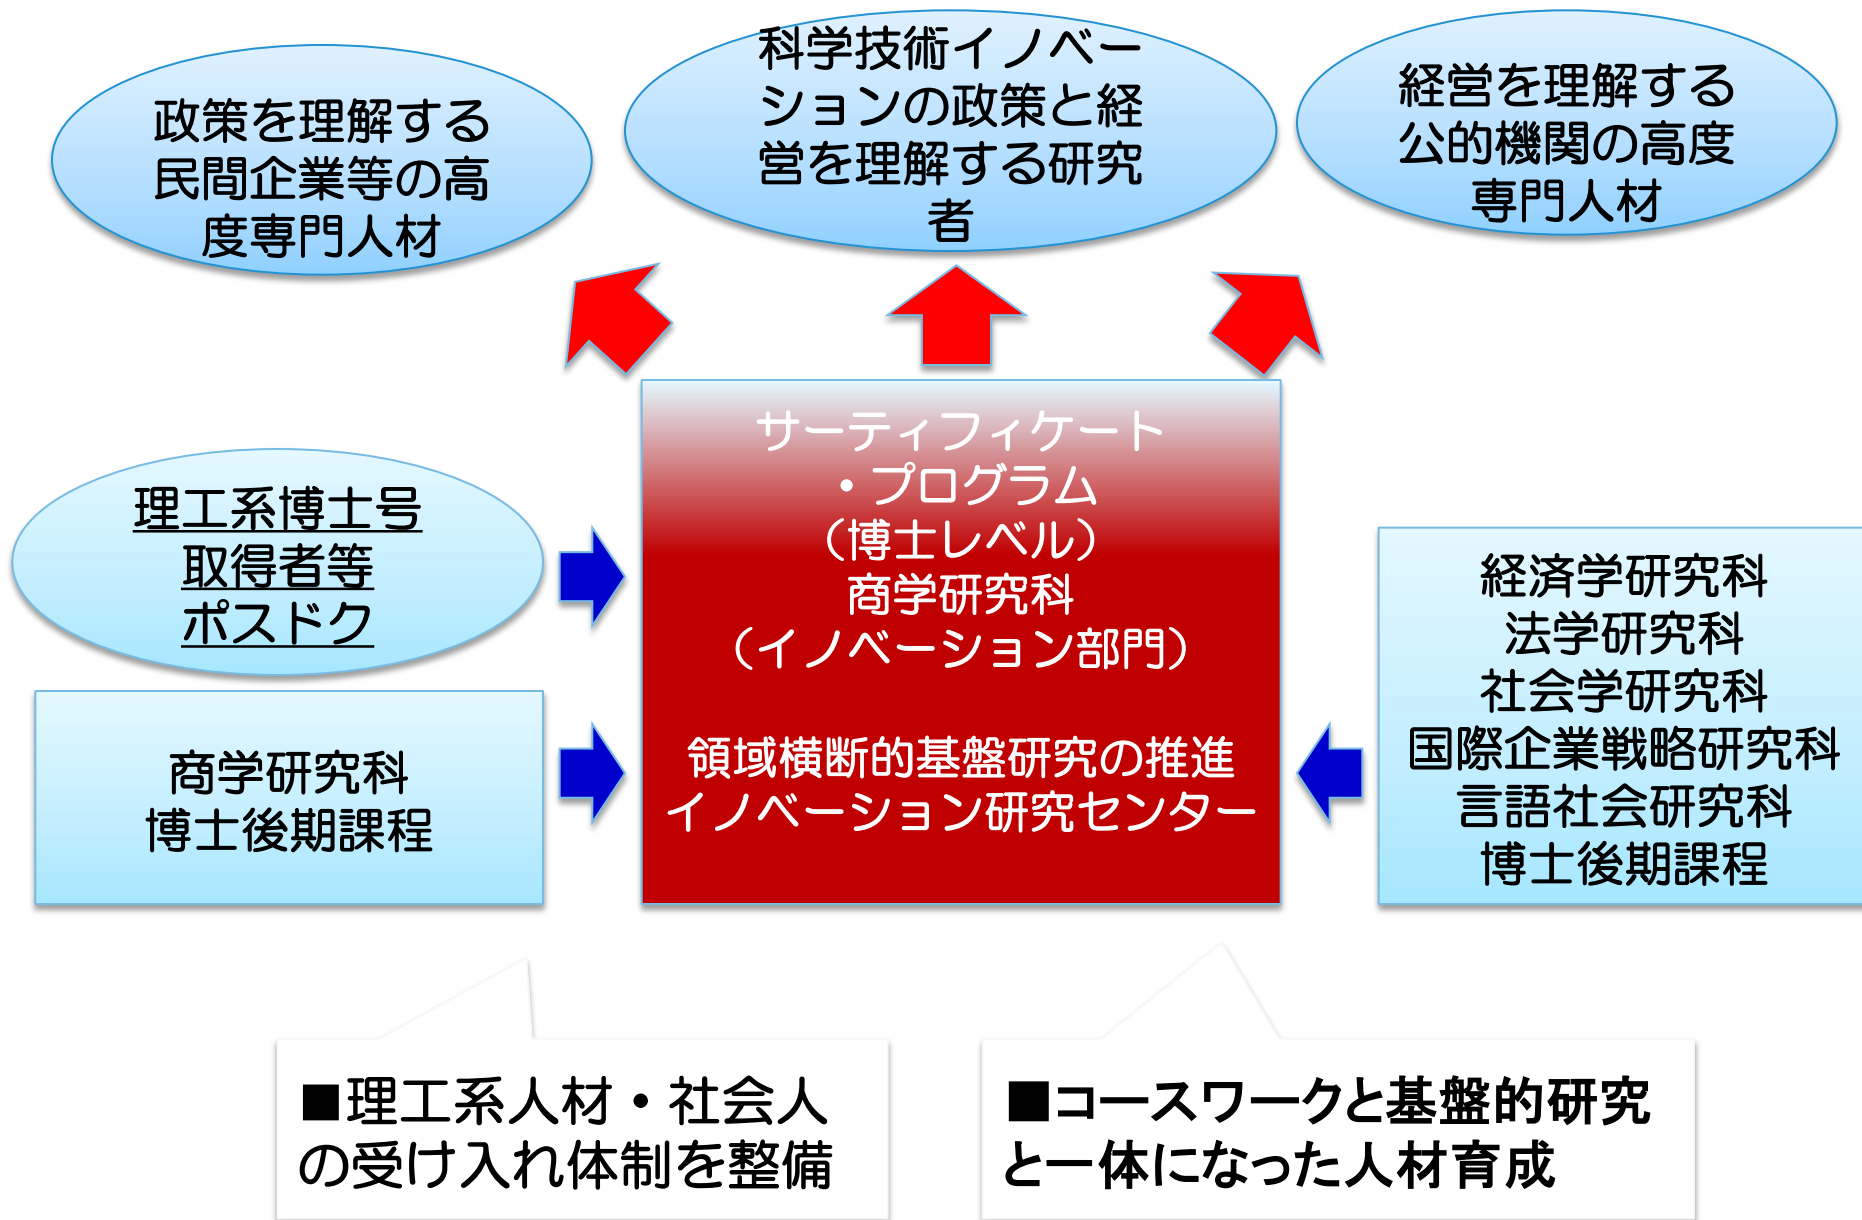 政策を理解する
民間企業等の高
度専門人材
科学技術イノベー
ションの政策と経
営を理解する研究
者
経営を理解する
公的機関の高度
専門人材
サーティフィケート
・プログラム
（博士レベル）
商学研究科
（イノベーション部門）
領域横断的基盤研究の推進
イノベーション研究センター
理工系博士号
取得者等
ポスドク
商学研究科
博士後期課程
経済学研究科
法学研究科
社会学研究科
国際企業戦略研究科
言語社会研究科
博士後期課程
■理工系人材・社会人
の受け入れ体制を整備
■コースワークと基盤的研究
と一体になった人材育成